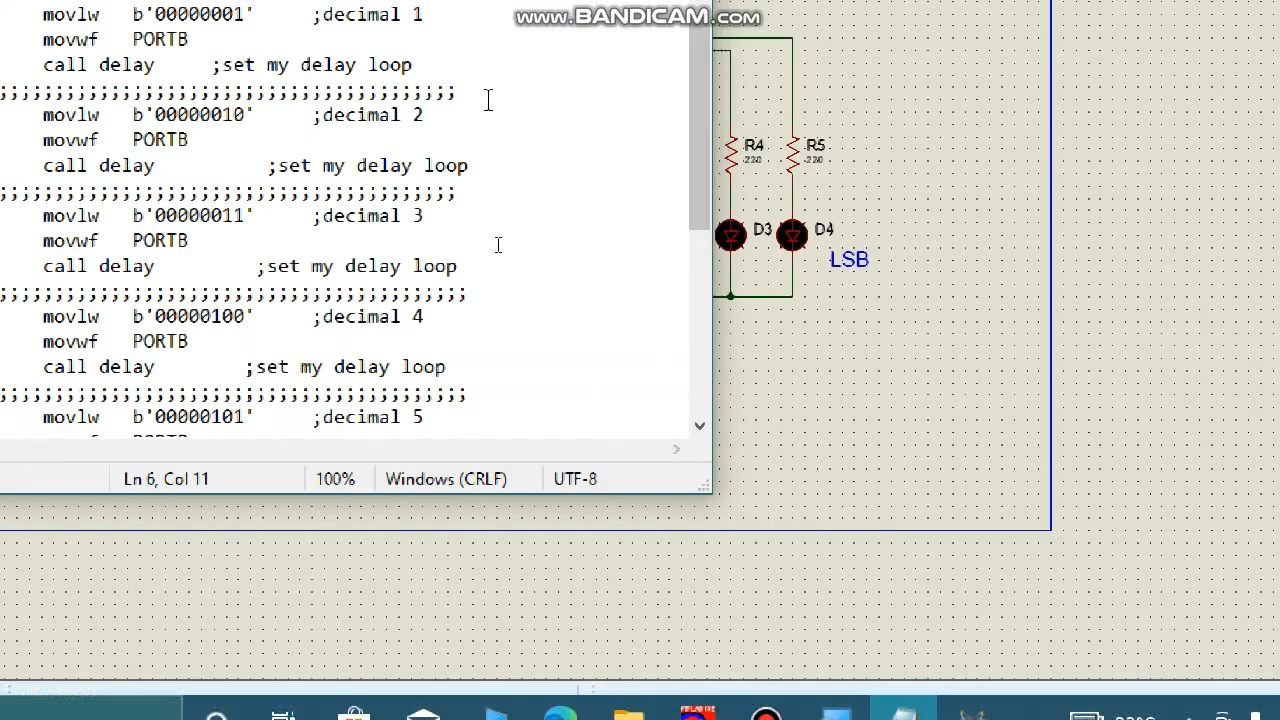 www.BANDICAM.com
movlw b'00000001' ;decimal 1
movwf PORTB
call delay ;set my delay loop
;;;;;;;;;;;;;;;;;;;;;;;;;;;;;;;;;;;;;;;;;
movlw b'00000010' ;decimal 2
movwf PORTB
call delay ;set my delay loop
;;;;;;;;;;;;;;;;;;;;;;;;;;;;;;;;;;;;;;;;;
movlw b'00000011' ;decimal 3
movwf PORTB
call delay ;set my delay loop
;;;;;;;;;;;;;;;;;;;;;;;;;;;;;;;;;;;;;;;;;;
movlw b'00000100' ;decimal 4
movwf PORTB
call delay ;set my delay loop
;;;;;;;;;;;;;;;;;;;;;;;;;;;;;;;;;;;;;;;;;;
movlw b'00000101' ;decimal 5
Ln 6, Col 11 100% Windows (CRLF) UTF-8
R4 R5
220 220
D3 D4
LSB